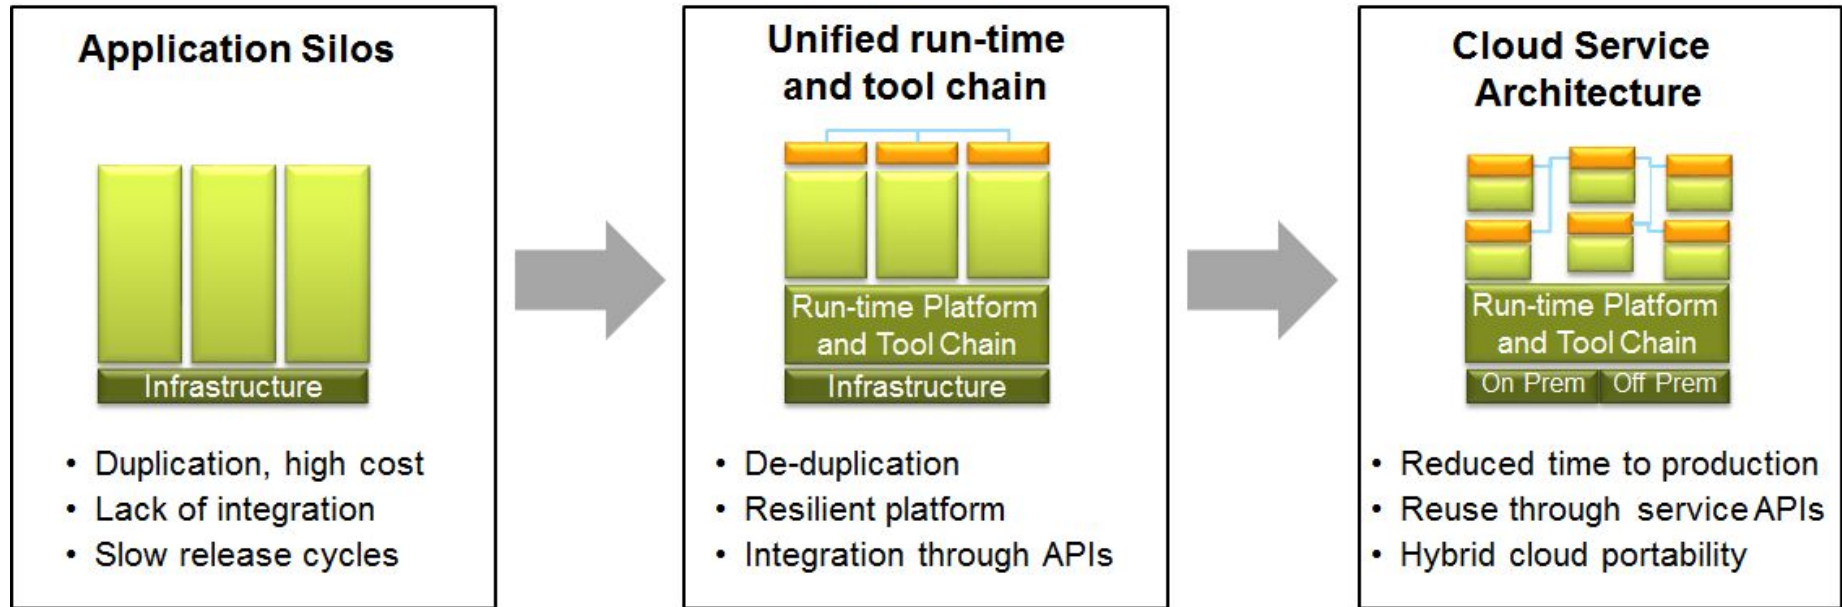 Application Silos
Infrastructure
• Duplication, high cost
• Lack of integration
• Slow release cycles
Unified run-time
and tool chain
Run-time Platform
and Tool Chain
Infrastructure
• De-duplication
• Resilient platform
• Integration through APIs
Cloud Service
Architecture
Run-time Platform
and Tool Chain
On Prem
Off Prem
• Reduced time to production
• Reuse through service APIs
• Hybrid cloud portability